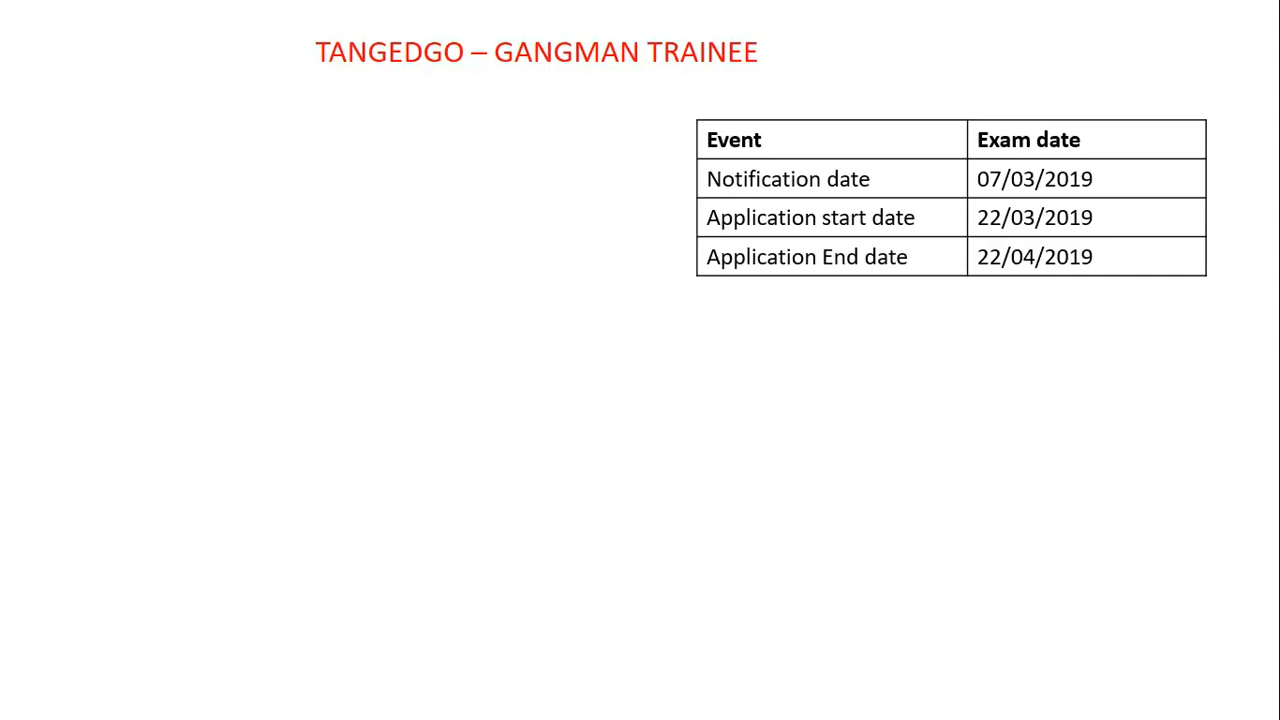 TANGEDGO – GANGMAN TRAINEE
Event Exam date
Notification date 07/03/2019
Application start date 22/03/2019
Application End date 22/04/2019